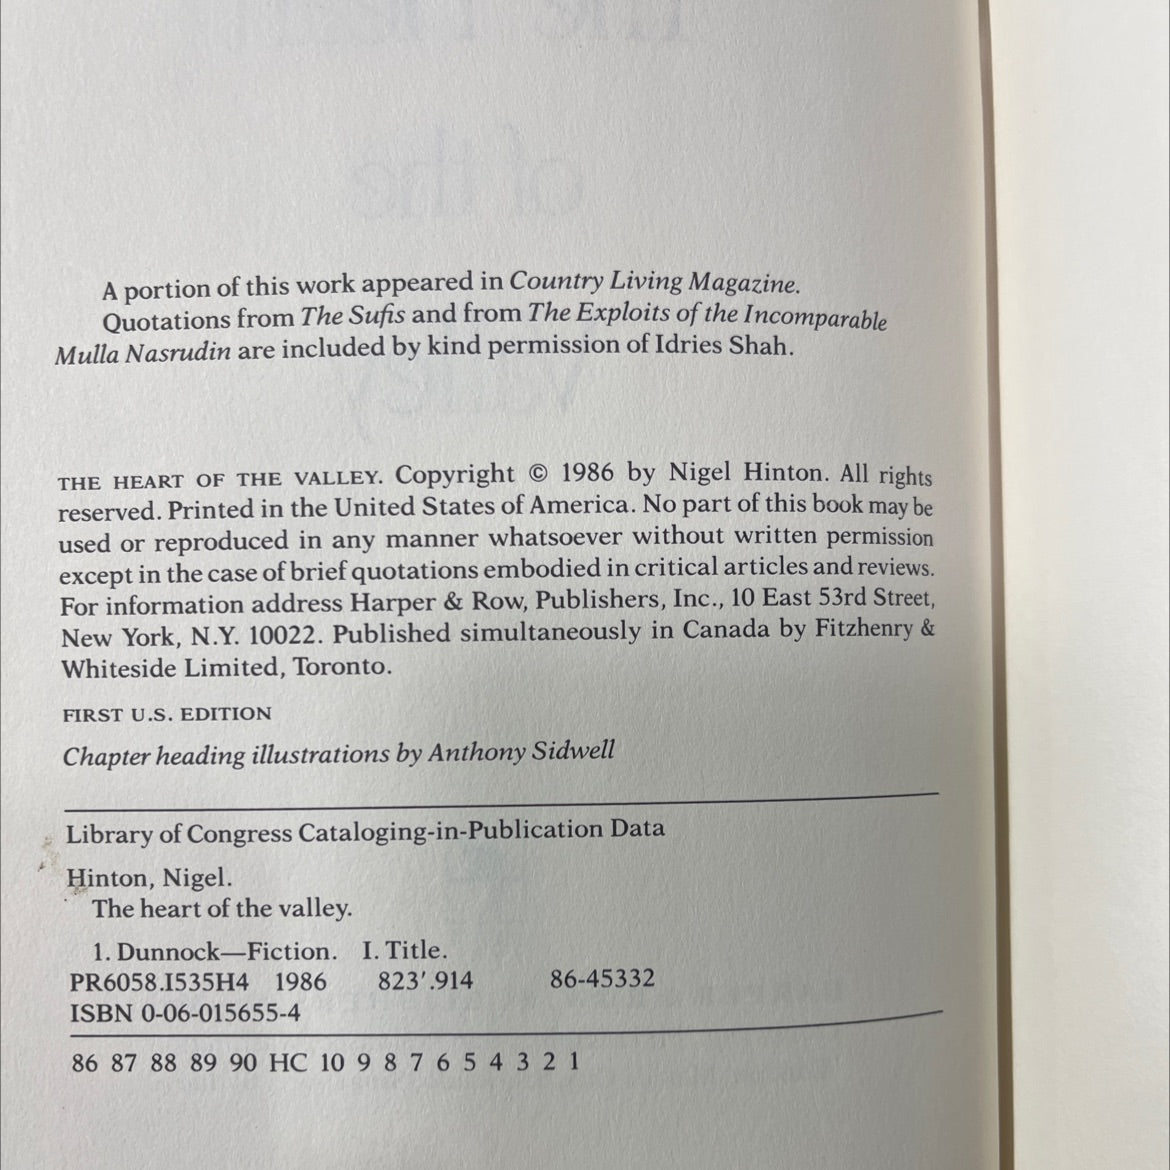 A portion of this work appeared in Country Living Magazine.
Quotations from The Sufis and from The Exploits of the Incomparable
Mulla Nasrudin are included by kind permission of Idries Shah.
THE HEART OF THE VALLEY. Copyright © 1986 by Nigel Hinton. All rights
reserved. Printed in the United States of America. No part of this book may be
used or reproduced in any manner whatsoever without written permission
except in the case of brief quotations embodied in critical articles and reviews.
For information address Harper & Row, Publishers, Inc., 10 East 53rd Street,
New York, N.Y. 10022. Published simultaneously in Canada by Fitzhenry &
Whiteside Limited, Toronto.
FIRST U.S. EDITION
Chapter heading illustrations by Anthony Sidwell
Library of Congress Cataloging-in-Publication Data
Hinton, Nigel.
The heart of the valley.
1. Dunnock—Fiction. I. Title.
PR6058.I535H4 1986 823′.914 86-45332
ISBN 0-06-015655-4
86 87 88 89 90 HC 10 9 8 7 6 5 4 3 2 1